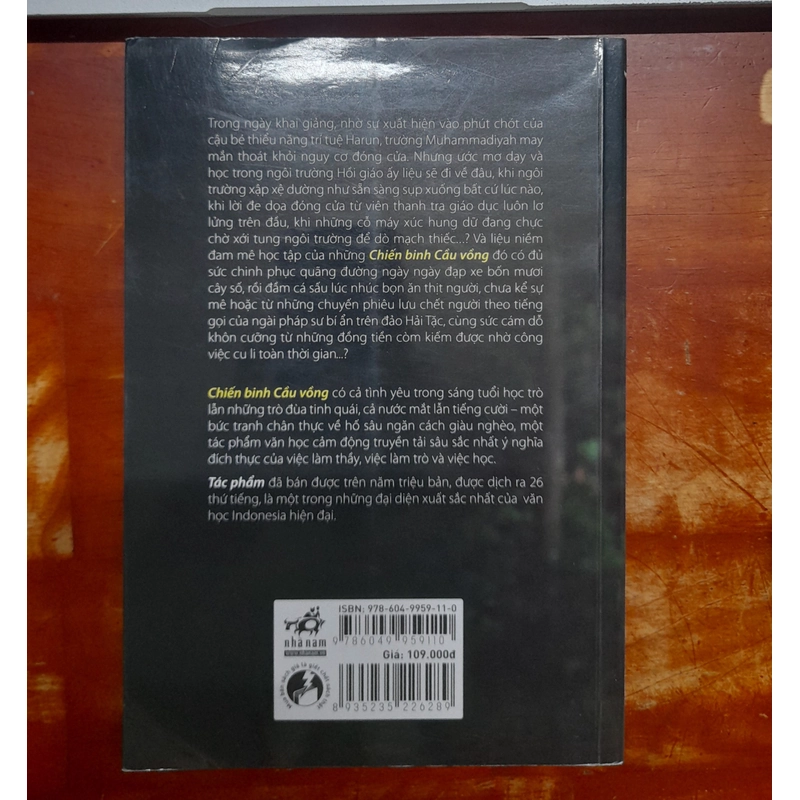 Trong ngày khai giảng, nhờ sự xuất hiện vào phút chót của
cậu bé thiểu năng trí tuệ Harun, trường Muhammadiyah may
mắn thoát khỏi nguy cơ đóng cửa. Nhưng ước mơ dạy và
học trong ngôi trường Hồi giáo ấy liệu sẽ đi về đâu, khi ngôi
trường xập xệ dường như sẵn sàng sụp xuống bất cứ lúc nào,
khi lời đe dọa đóng cửa từ viên thanh tra giáo dục luôn lơ
lửng trên đầu, khi những cỗ máy xúc hung dữ đang chực
chờ xới tung ngôi trường để dò mạch thiếc...? Và liệu niềm
đam mê học tập của những Chiến binh Cầu vồng đó có đủ
sức chinh phục quãng đường ngày ngày đạp xe bốn mươi
cây số, rồi đầm cá sấu lúc nhúc bọn ăn thịt người, chưa kể sự
mê hoặc từ những chuyến phiêu lưu chết người theo tiếng
gọi của ngài pháp sư bí ẩn trên đảo Hải Tặc, cùng sức cám dỗ
khôn cưỡng từ những đồng tiền còm kiếm được nhờ công
việc cu li toàn thời gian...?
Chiến binh Cầu vồng có cả tình yêu trong sáng tuổi học trò
lẫn những trò đùa tinh quái, cả nước mắt lẫn tiếng cười – một
bức tranh chân thực về hố sâu ngăn cách giàu nghèo, một
tác phẩm văn học cảm động truyền tải sâu sắc nhất ý nghĩa
đích thực của việc làm thầy, việc làm trò và việc học.
Tác phẩm đã bán được trên năm triệu bản, được dịch ra 26
thứ tiếng, là một trong những đại diện xuất sắc nhất của văn
học Indonesia hiện đại.
ISBN: 978-604-9959-11-0
nhã nam
www.nhanam.vn
9 786049 959110
Giá: 109.000đ
Mua bán sách giả là giết chết sách thật
8 935235 226289